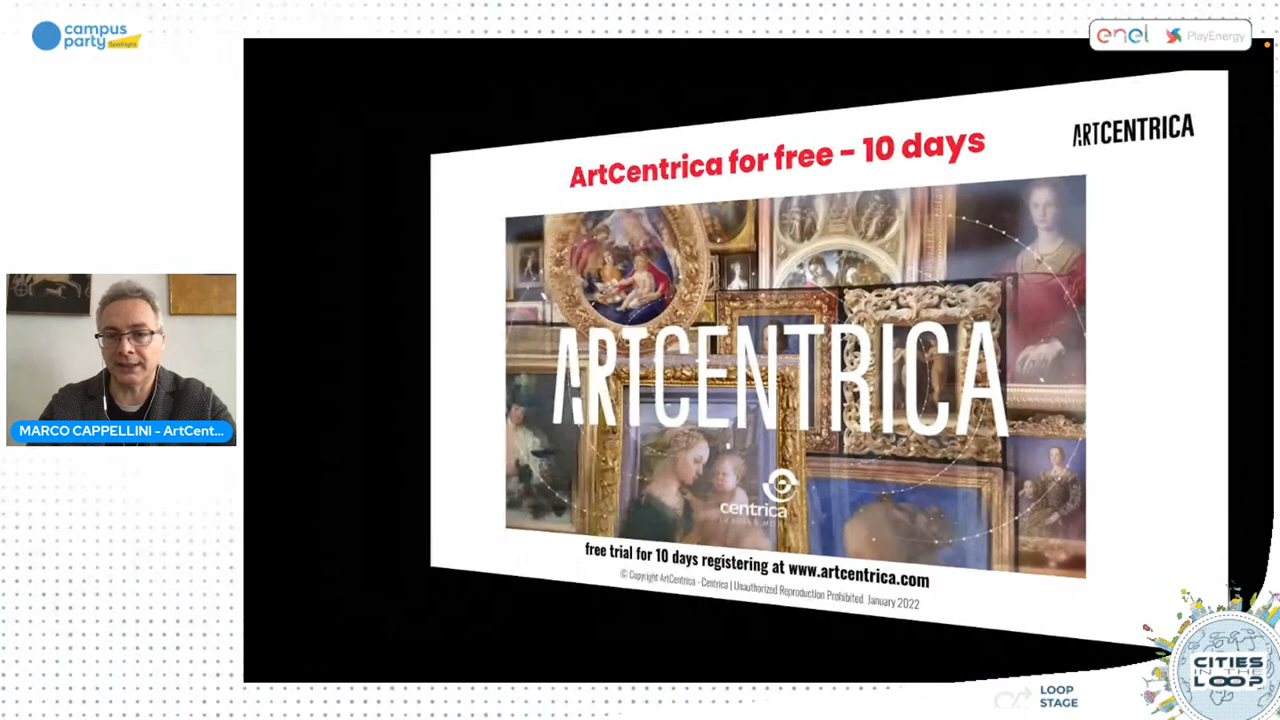 campus
party
Spotlight
enel
PlayEnergy
ARTCENTRICA
ArtCentrica for free - 10 days
ARTCENTRICA
centrica
free trial for 10 days registering at www.artcentrica.com
© Copyright ArtCentrica - Centrica | Unauthorized Reproduction Prohibited January 2022
MARCO CAPPELLINI - ArtCent...
CITIES
IN THE
LOOP
LOOP
STAGE